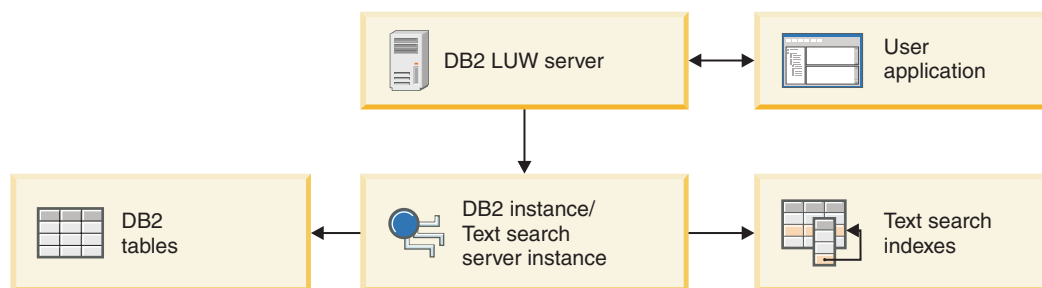 DB2 LUW server
User
application
DB2
tables
DB2 instance/
Text search
server instance
Text search
indexes